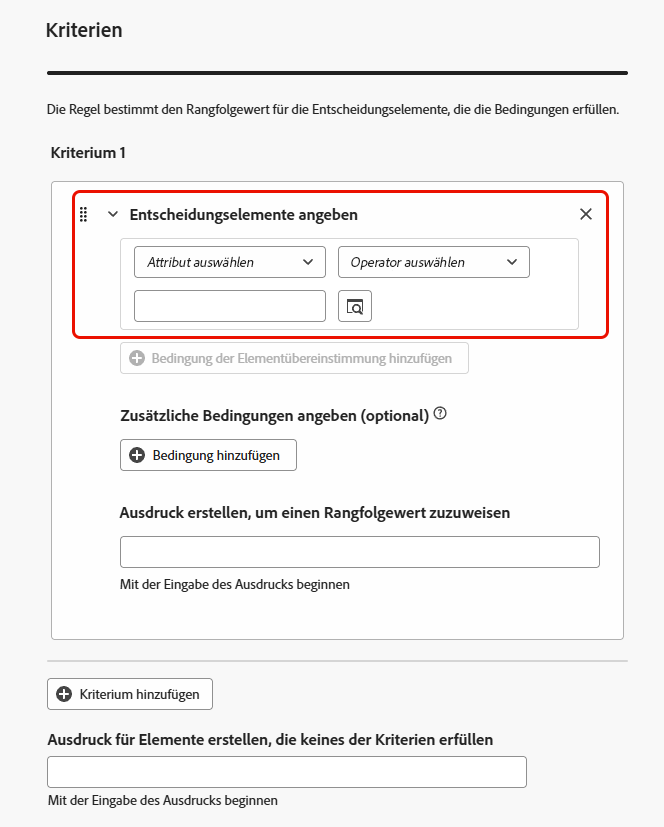 Kriterien
Die Regel bestimmt den Rangfolgewert für die Entscheidungselemente, die die Bedingungen erfüllen.
Kriterium 1
Entscheidungselemente angeben
Attribut auswählen
Operator auswählen
Bedingung der Elementübereinstimmung hinzufügen
Zusätzliche Bedingungen angeben (optional) ?
Bedingung hinzufügen
Ausdruck erstellen, um einen Rangfolgewert zuzuweisen
Mit der Eingabe des Ausdrucks beginnen
Kriterium hinzufügen
Ausdruck für Elemente erstellen, die keines der Kriterien erfüllen
Mit der Eingabe des Ausdrucks beginnen